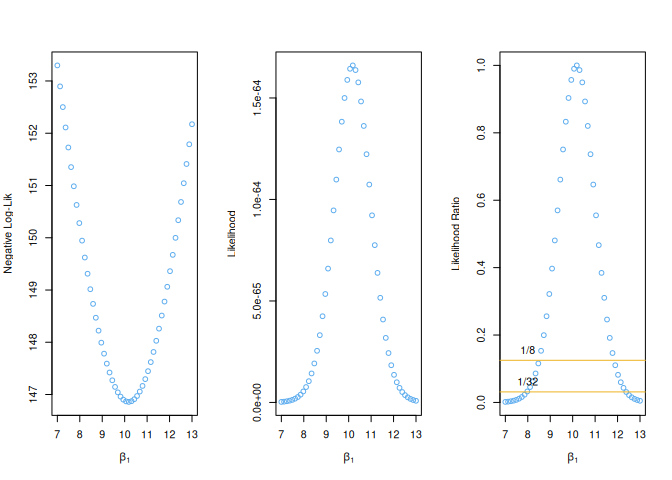 Negative Log-Lik
153
152
151
150
149
148
147
7 8 9 10 11 12 13
β₁
Likelihood
1.5e-64
1.0e-64
5.0e-65
0.0e+00
7 8 9 10 11 12 13
β₁
Likelihood Ratio
1.0
0.8
0.6
0.4
0.2
0.0
1/8
1/32
7 8 9 10 11 12 13
β₁